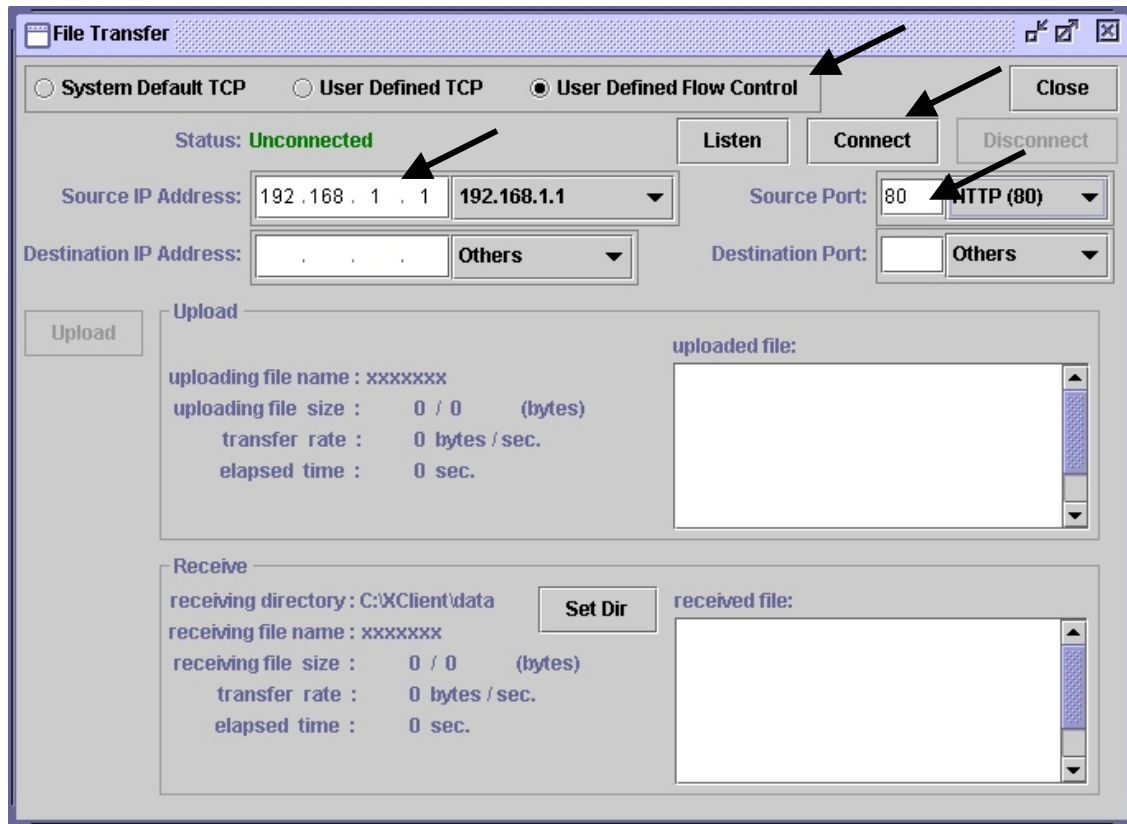 File Transfer
System Default TCP User Defined TCP User Defined Flow Control Close
Status: Unconnected Listen Connect Disconnect
Source IP Address: 192 . 168 . 1 . 1 192.168.1.1 Source Port: 80 HTTP (80)
Destination IP Address: . . . Others Destination Port: Others
Upload
Upload
uploaded file:
uploading file name : xxxxxxx
uploading file size : 0 / 0 (bytes)
transfer rate : 0 bytes / sec.
elapsed time : 0 sec.
Receive
receiving directory : C:\XClient\data Set Dir received file:
receiving file name : xxxxxxx
receiving file size : 0 / 0 (bytes)
transfer rate : 0 bytes / sec.
elapsed time : 0 sec.